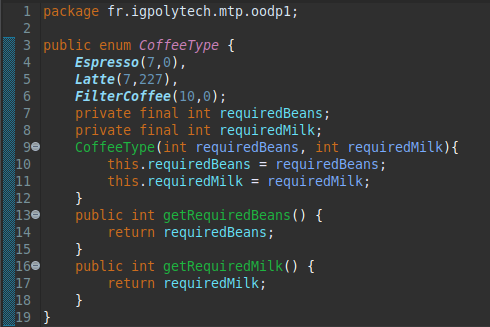 1 package fr.igpolytech.mtp.oodp1;
2
3 public enum CoffeeType {
4     Espresso(7,0),
5     Latte(7,227),
6     FilterCoffee(10,0);
7     private final int requiredBeans;
8     private final int requiredMilk;
9     CoffeeType(int requiredBeans, int requiredMilk){
10         this.requiredBeans = requiredBeans;
11         this.requiredMilk = requiredMilk;
12     }
13     public int getRequiredBeans() {
14         return requiredBeans;
15     }
16     public int getRequiredMilk() {
17         return requiredMilk;
18     }
19 }